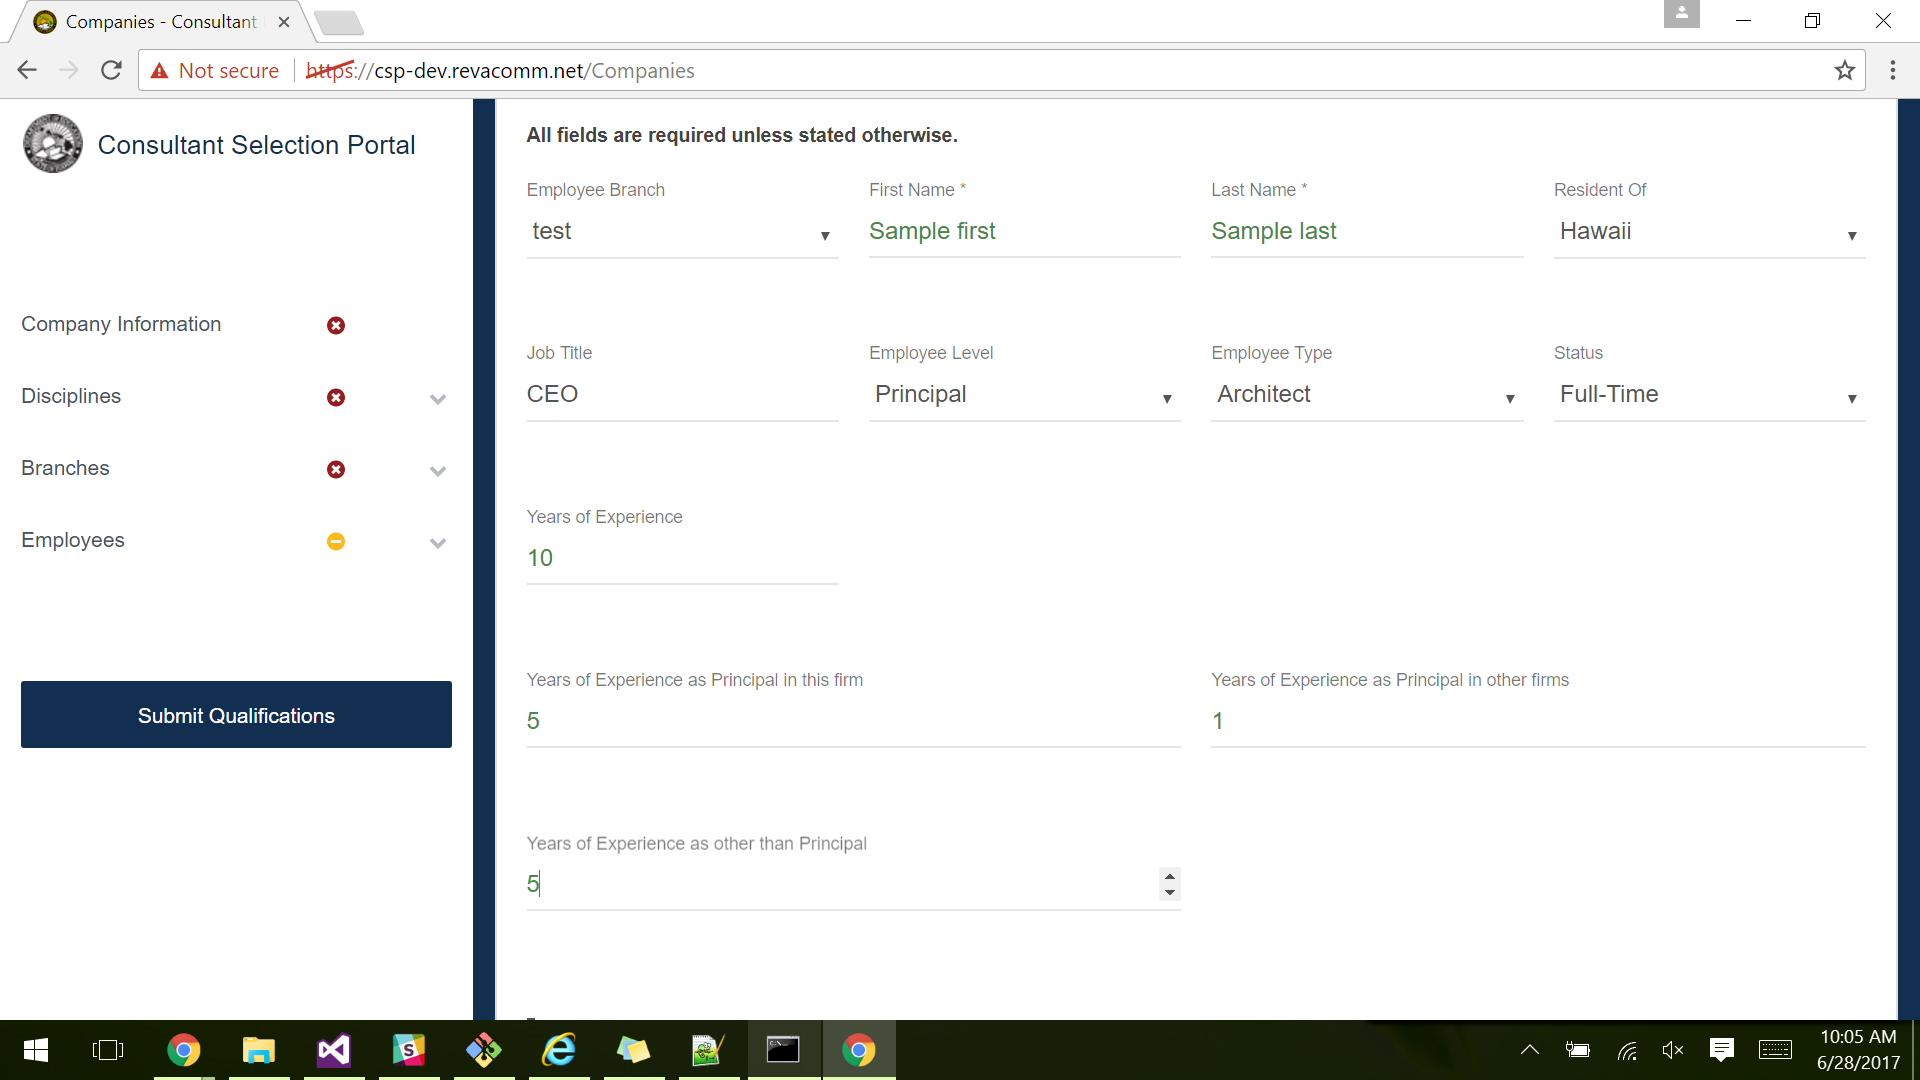 Companies - Consultant
Not secure
https://csp-dev.revacomm.net/Companies
Consultant Selection Portal
Company Information
Disciplines
Branches
Employees
Submit Qualifications
All fields are required unless stated otherwise.
Employee Branch
First Name *
Last Name *
Resident Of
test
Sample first
Sample last
Hawaii
Job Title
Employee Level
Employee Type
Status
CEO
Principal
Architect
Full-Time
Years of Experience
10
Years of Experience as Principal in this firm
Years of Experience as Principal in other firms
5
1
Years of Experience as other than Principal
5
10:05 AM
6/28/2017